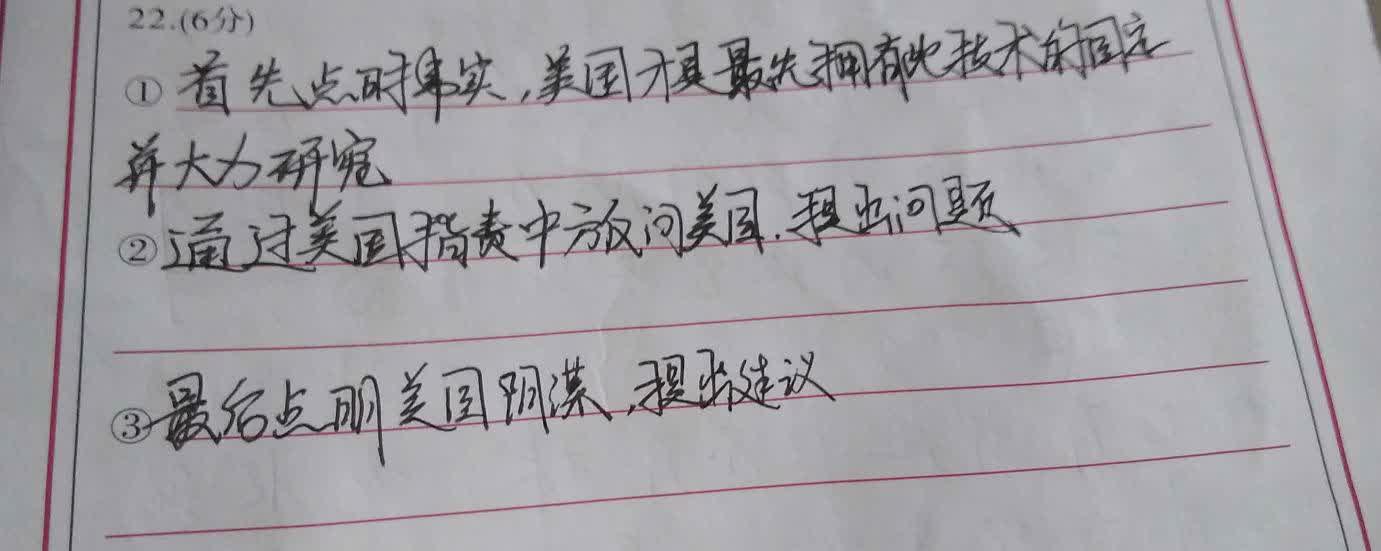 22.(6分)
① 首先点明事实,美国才是最先拥有此技术的国家
并大力研究
②通过美国指责中方反问美国,提出问题
③最后点明美国阴谋,提出建议